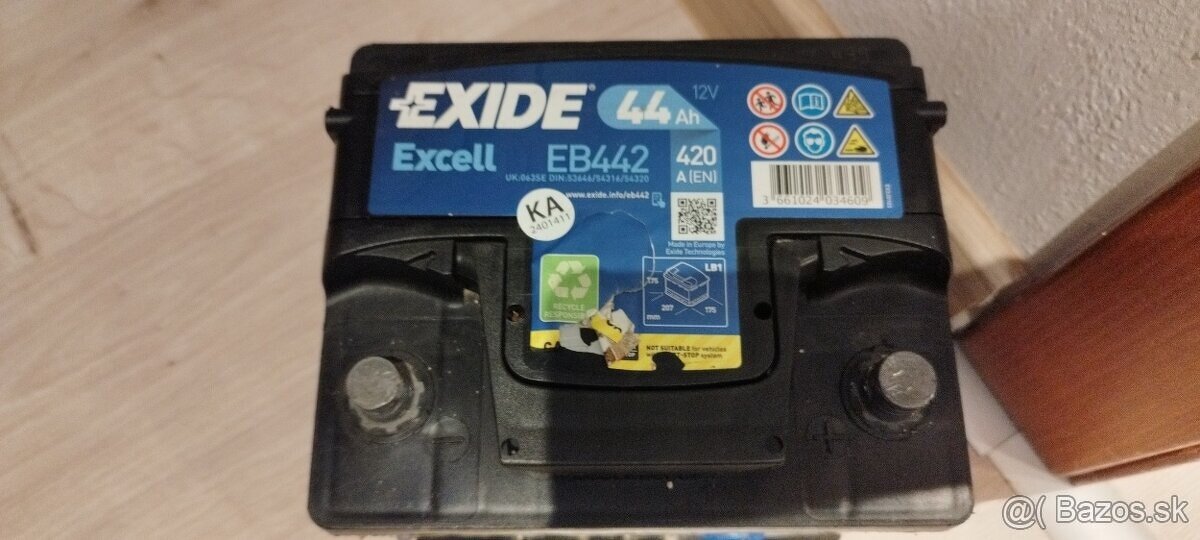 EXIDE
44 Ah
12V
Excell
EB442
420
A (EN)
UK:063SE DIN:53646/54316/54320
www.exide.info/eb442
KA
2401411
3 661024 034609
Made in Europe by
Exide Technologies
LB1
175
207
175
mm
RECYCLE
RESPONSIBLY
NOT SUITABLE for vehicles
system
- +
@( Bazos.sk